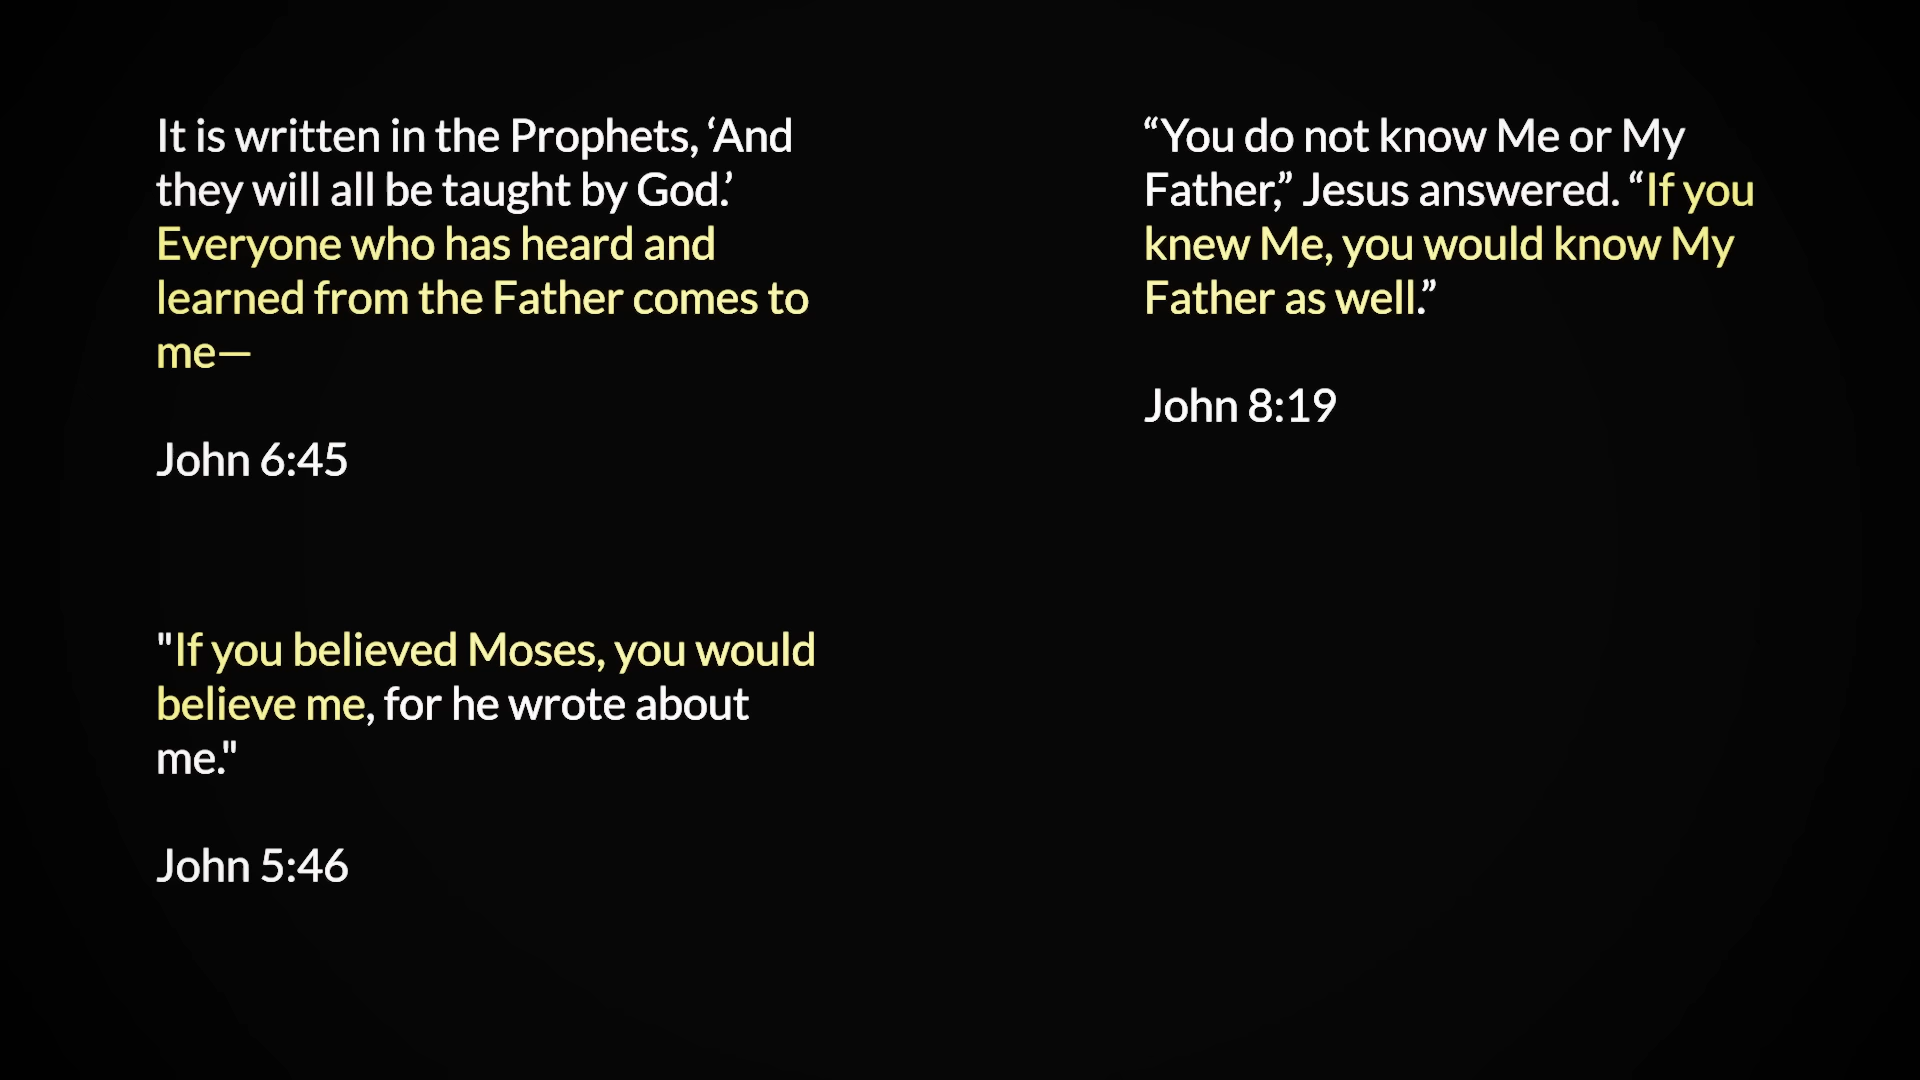 It is written in the Prophets, ‘And
they will all be taught by God.’
Everyone who has heard and
learned from the Father comes to
me—
John 6:45
"If you believed Moses, you would
believe me, for he wrote about
me."
John 5:46
“You do not know Me or My
Father,” Jesus answered. “If you
knew Me, you would know My
Father as well.”
John 8:19